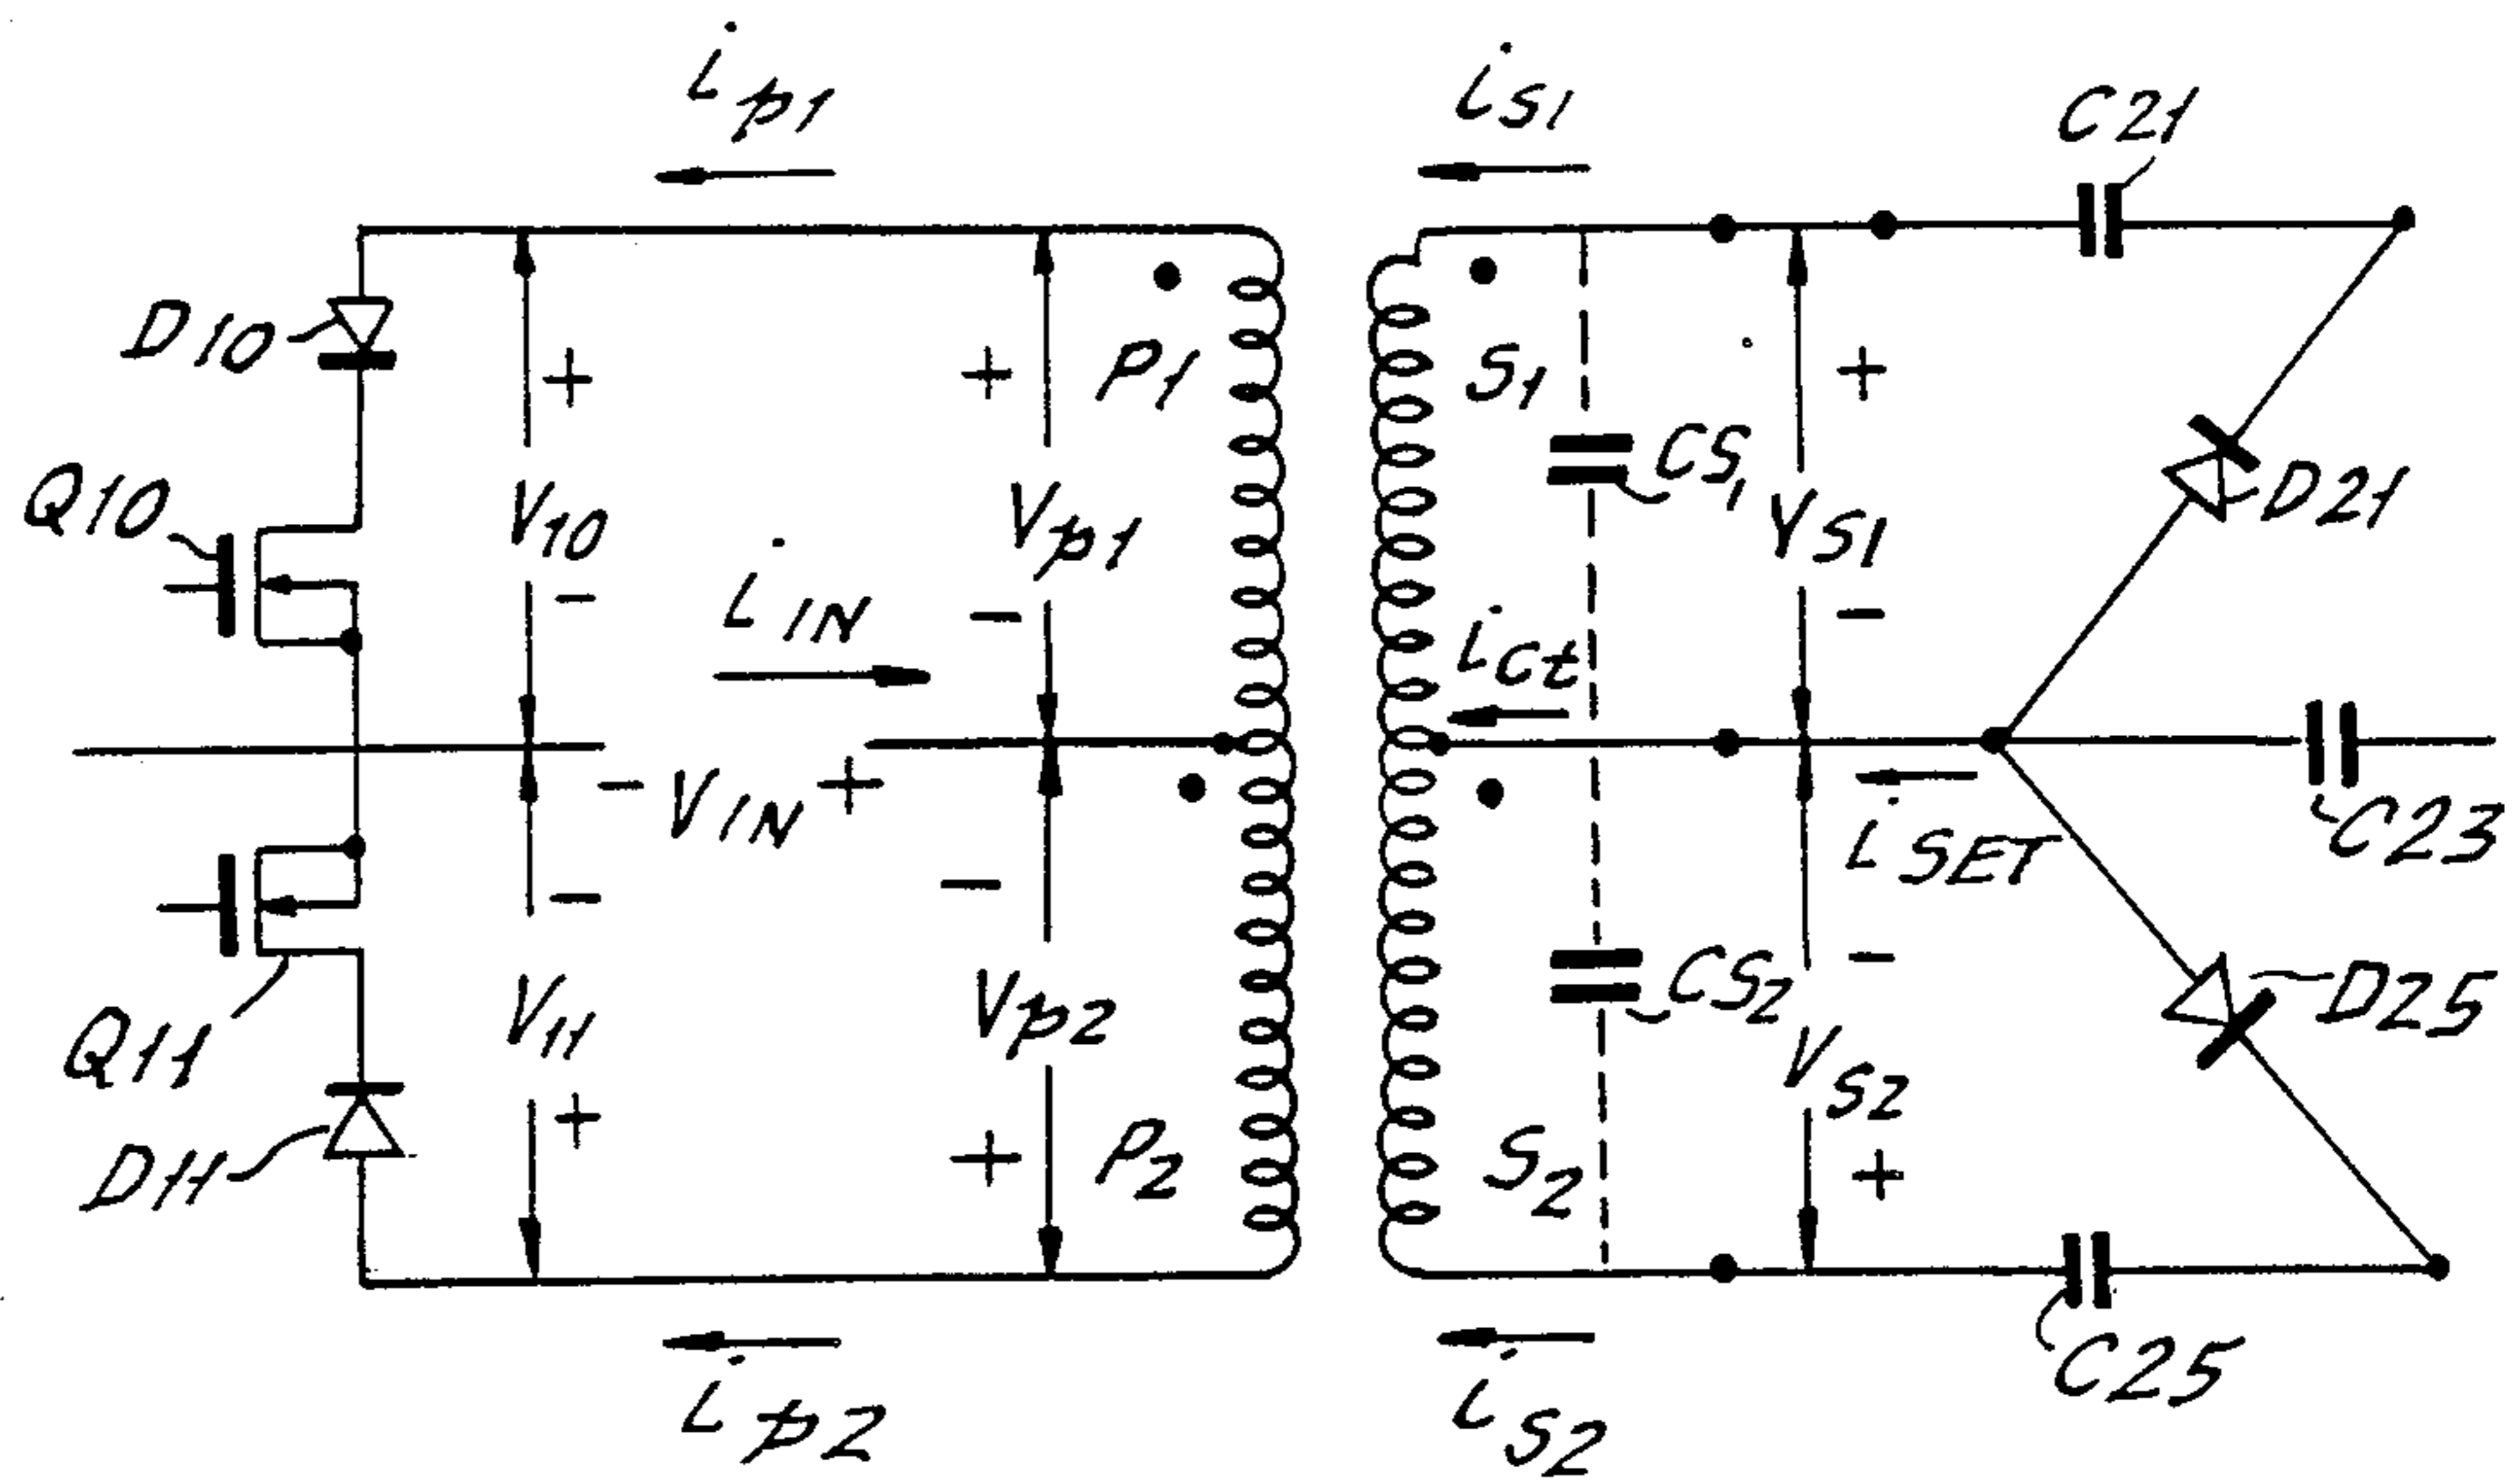 ip1
is1
C21
D10
+
+
P1
S1
+
CS1
D21
Q10
V10
Vp1
VS1
iIN
−
−
−
iCt
− VIN +
iSET
C23
−
−
−
Q11
V11
Vp2
CS2
VS2
D25
D11
+
+
P2
S2
+
C25
ip2
iS2